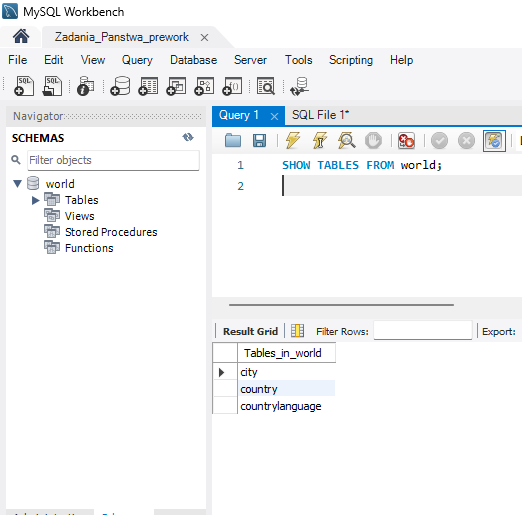 MySQL Workbench
Zadania_Panstwa_prework
File Edit View Query Database Server Tools Scripting Help
Navigator
SCHEMAS
Filter objects
world
Tables
Views
Stored Procedures
Functions
Query 1
SQL File 1*
1 SHOW TABLES FROM world;
2
Result Grid Filter Rows: Export:
Tables_in_world
city
country
countrylanguage